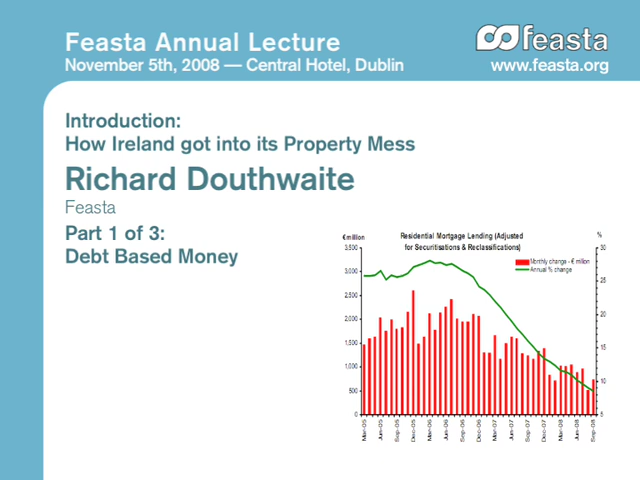 Feasta Annual Lecture
November 5th, 2008 — Central Hotel, Dublin
feasta
www.feasta.org
Introduction:
How Ireland got into its Property Mess
Richard Douthwaite
Feasta
Part 1 of 3:
Debt Based Money
€ million
Residential Mortgage Lending (Adjusted
for Securitisations & Reclassifications)
%
Monthly change - € million
Annual % change
3,500
3,000
2,500
2,000
1,500
1,000
500
0
30
25
20
15
10
5
Mar-05
Jun-05
Sep-05
Dec-05
Mar-06
Jun-06
Sep-06
Dec-06
Mar-07
Jun-07
Sep-07
Dec-07
Mar-08
Jun-08
Sep-08